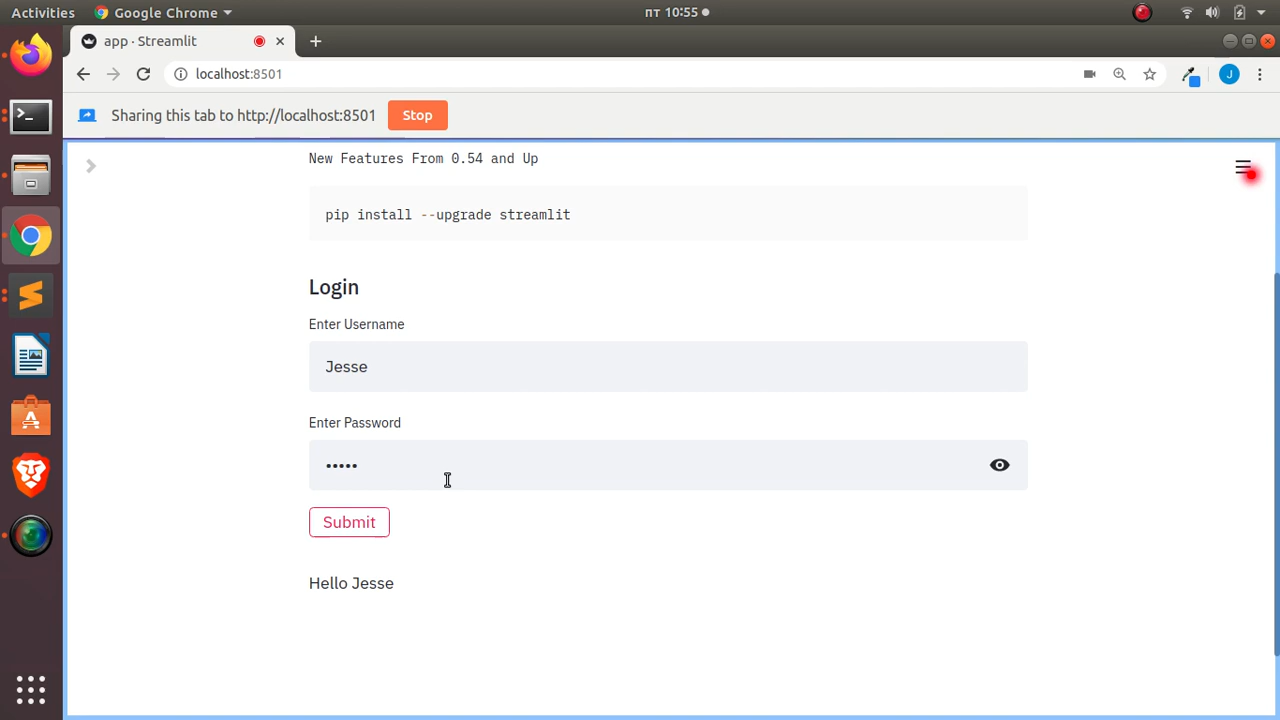 Activities
Google Chrome
пт 10:55
app · Streamlit
localhost:8501
J
Sharing this tab to http://localhost:8501
Stop
New Features From 0.54 and Up
pip install --upgrade streamlit
Login
Enter Username
Jesse
Enter Password
•••••
Submit
Hello Jesse